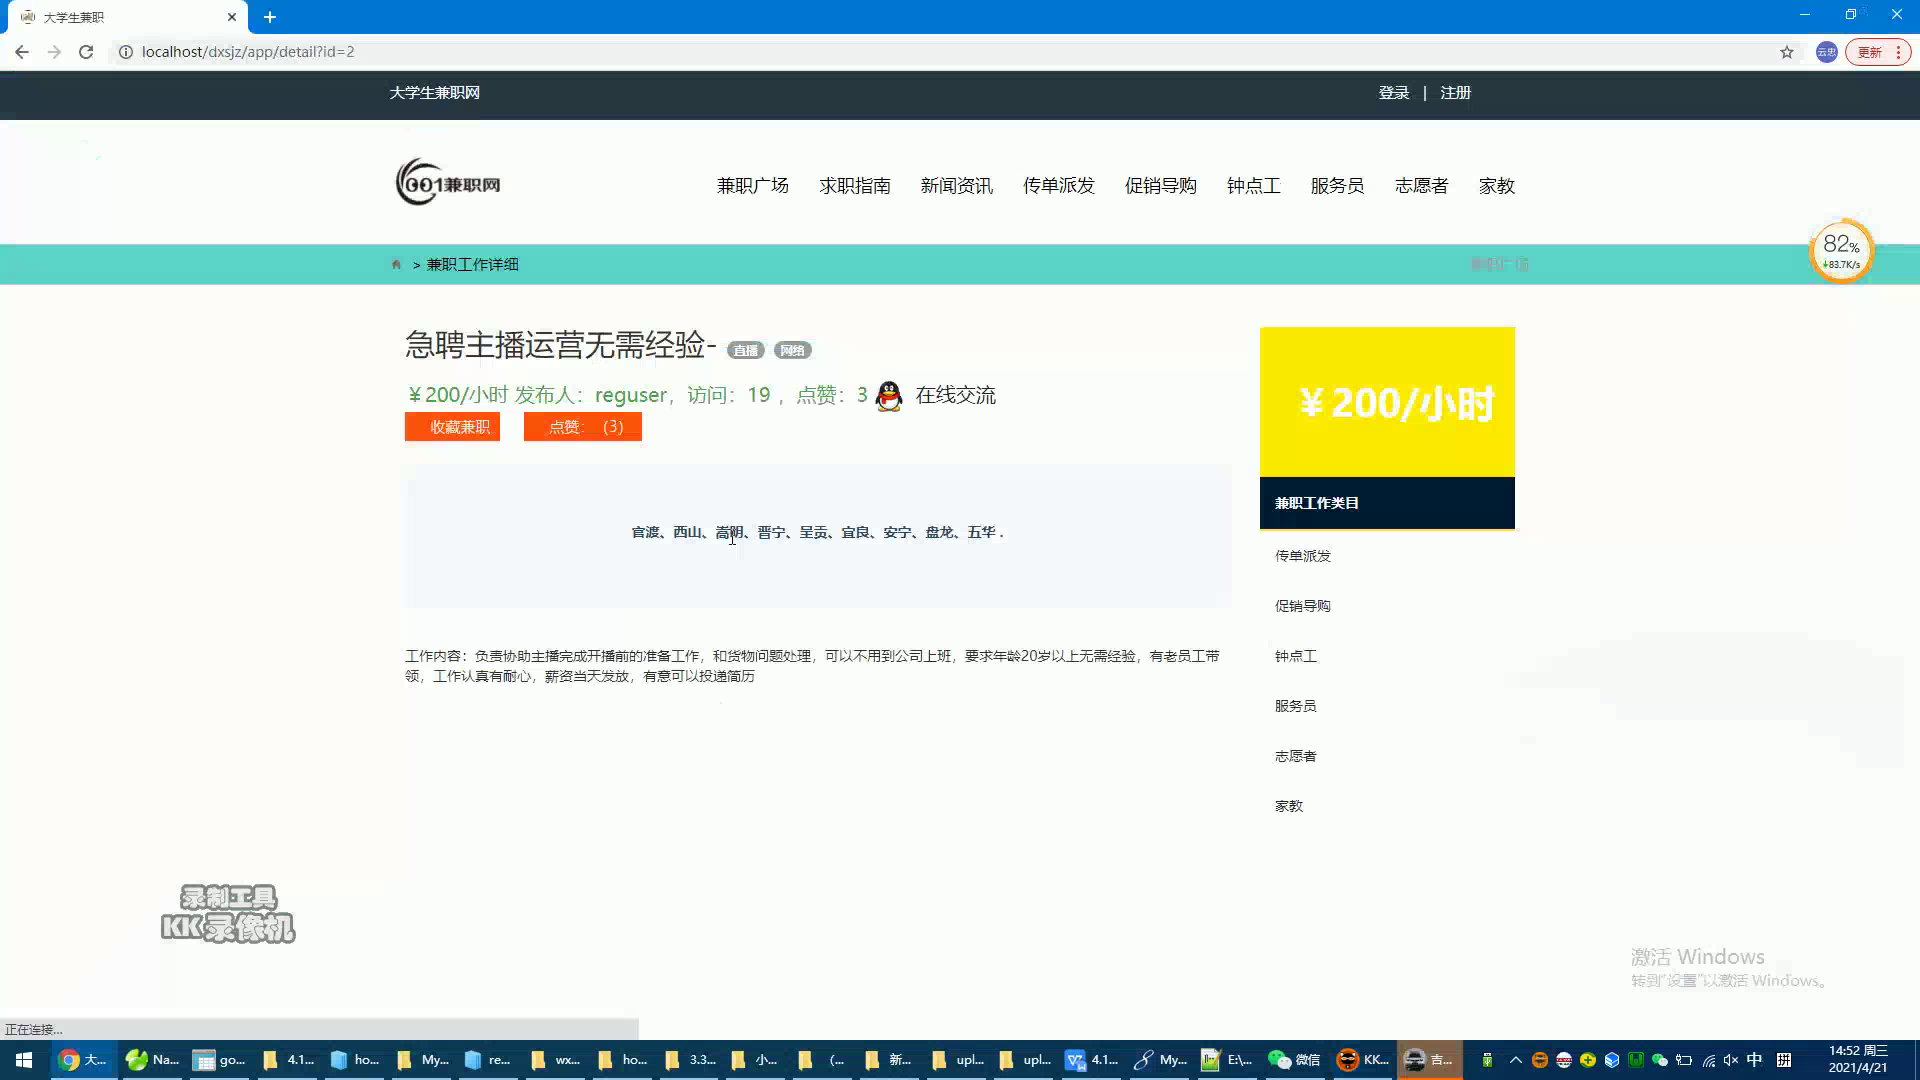 大学生兼职
localhost/dxsjz/app/detail?id=2
云忠
更新
大学生兼职网
登录 | 注册
001兼职网
兼职广场 求职指南 新闻资讯 传单派发 促销导购 钟点工 服务员 志愿者 家教
82%
83.7K/s
> 兼职工作详细
兼职广场
急聘主播运营无需经验- 直播 网络
￥200/小时 发布人：reguser，访问：19 ，点赞：3 在线交流
收藏兼职 点赞： (3)
￥200/小时
兼职工作类目
官渡、西山、嵩明、晋宁、呈贡、宜良、安宁、盘龙、五华 .
传单派发
促销导购
钟点工
服务员
志愿者
家教
工作内容：负责协助主播完成开播前的准备工作，和货物问题处理，可以不用到公司上班，要求年龄20岁以上无需经验，有老员工带
领，工作认真有耐心，薪资当天发放，有意可以投递简历
录制工具
KK录像机
激活 Windows
转到"设置"以激活 Windows。
正在连接...
大... Na... go... 4.1... ho... My... re... wx... ho... 3.3... 小... (... 新... upl... upl... 4.1... My... E:\... 微信 KK... 吉... 中 拼
14:52 周三
2021/4/21